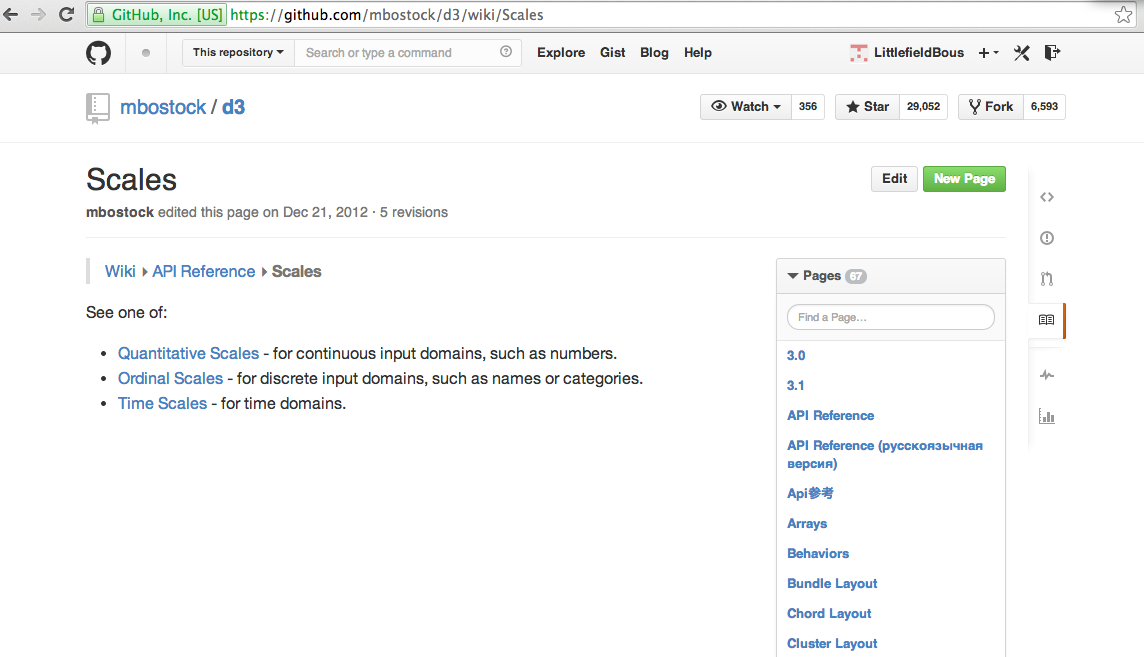 GitHub, Inc. [US] https://github.com/mbostock/d3/wiki/Scales
This repository Search or type a command Explore Gist Blog Help LittlefieldBous
mbostock / d3 Watch 356 Star 29,052 Fork 6,593
Scales Edit New Page
mbostock edited this page on Dec 21, 2012 · 5 revisions
Wiki ▸ API Reference ▸ Scales
See one of:
• Quantitative Scales - for continuous input domains, such as numbers.
• Ordinal Scales - for discrete input domains, such as names or categories.
• Time Scales - for time domains.
Pages 67
Find a Page...
3.0
3.1
API Reference
API Reference (русскоязычная
версия)
Api参考
Arrays
Behaviors
Bundle Layout
Chord Layout
Cluster Layout